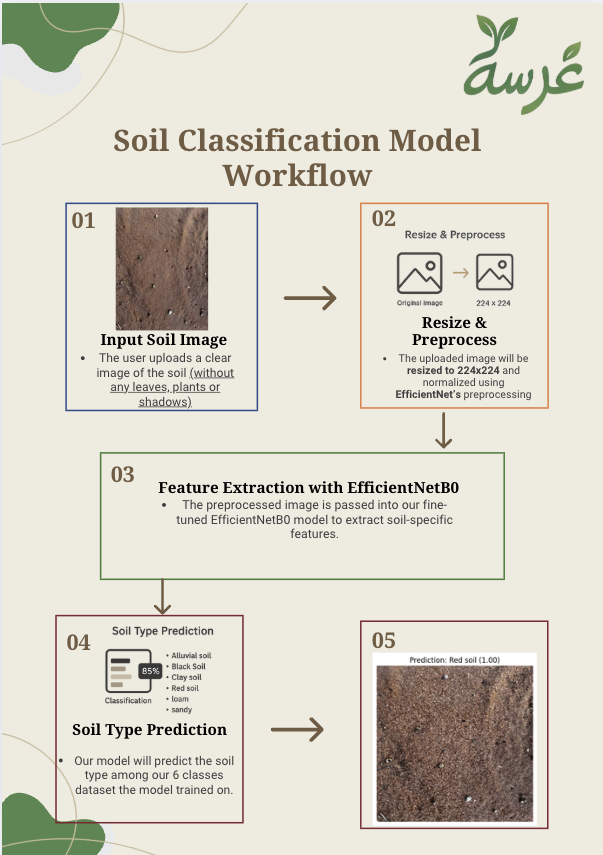 غرسة
Soil Classification Model
Workflow
01
Input Soil Image
• The user uploads a clear
image of the soil (without
any leaves, plants or
shadows)
02
Resize & Preprocess
Original Image
224 x 224
Resize &
Preprocess
• The uploaded image will be
resized to 224x224 and
normalized using
EfficientNet's preprocessing
03
Feature Extraction with EfficientNetB0
• The preprocessed image is passed into our fine-
tuned EfficientNetB0 model to extract soil-specific
features.
04
Soil Type Prediction
85%
Classification
• Alluvial soil
• Black Soil
• Clay soil
• Red soil
• loam
• sandy
Soil Type Prediction
• Our model will predict the soil
type among our 6 classes
dataset the model trained on.
05
Prediction: Red soil (1.00)